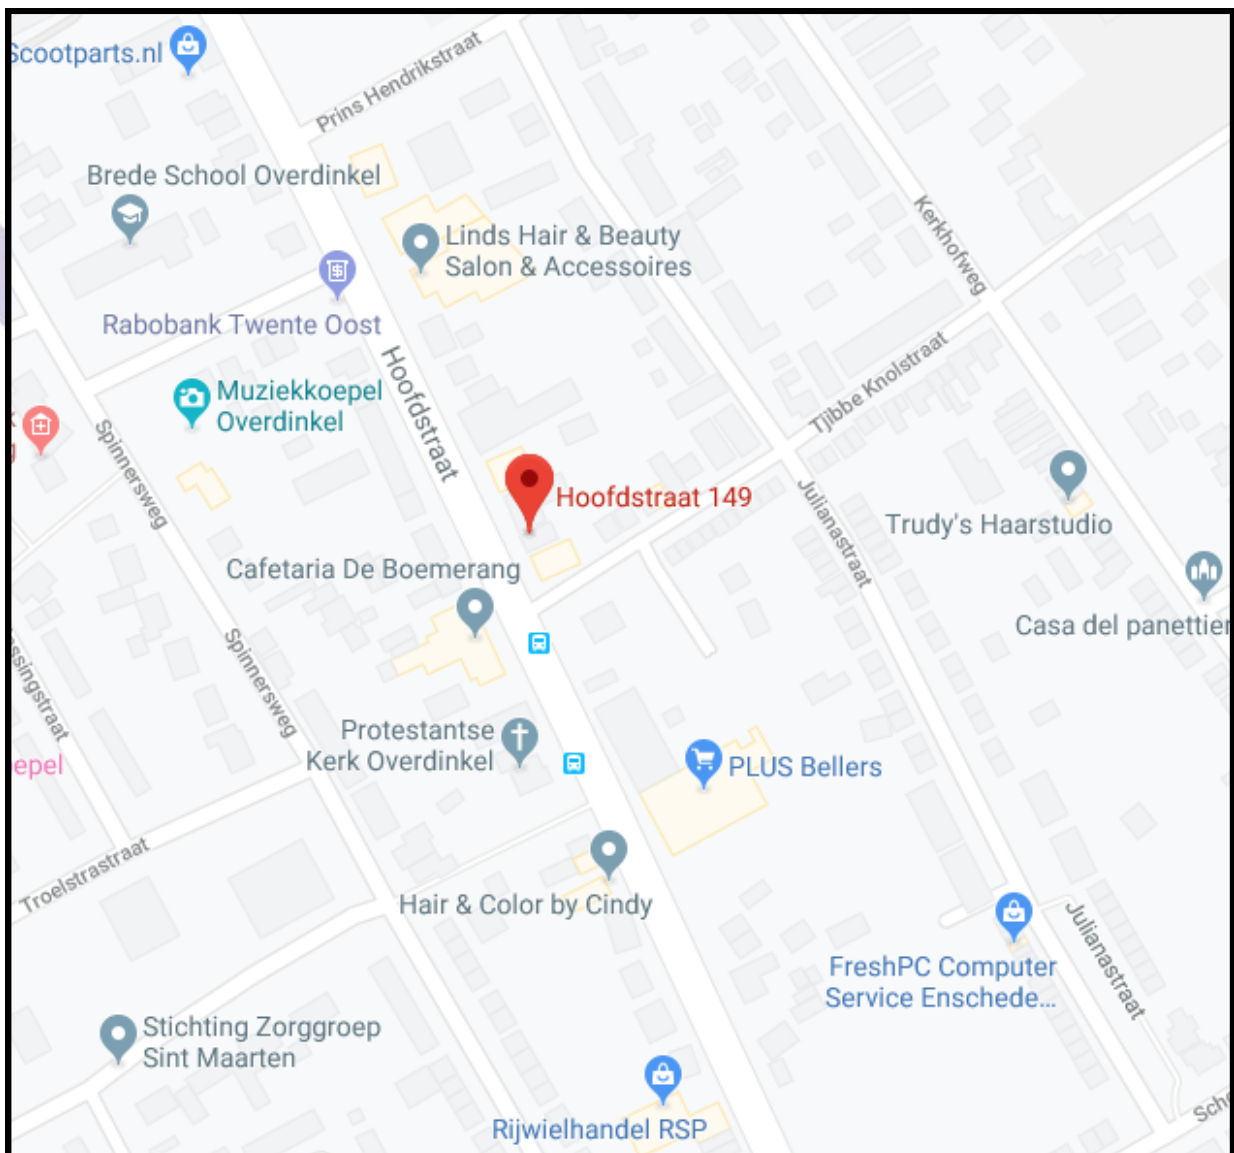 Scootparts.nl
Prins Hendrikstraat
Brede School Overdinkel
Linds Hair & Beauty
Salon & Accessoires
Kerkhofweg
Rabobank Twente Oost
Hoofdstraat
Tjibbe Knolstraat
Muziekkoepel
Overdinkel
Spinnersweg
Hoofdstraat 149
Julianastraat
Trudy's Haarstudio
Cafetaria De Boemerang
Casa del panettier
Spinnersweg
ssingstraat
Protestantse
Kerk Overdinkel
epel
PLUS Bellers
Troelstrastraat
Hair & Color by Cindy
Julianastraat
FreshPC Computer
Service Enschede...
Stichting Zorggroep
Sint Maarten
Rijwielhandel RSP
Scho